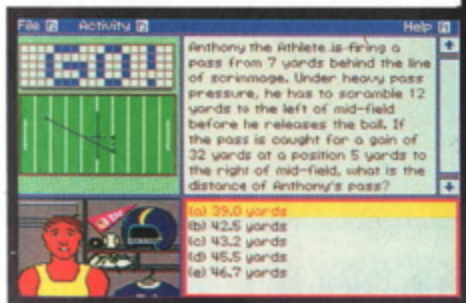 File F2 Activity F3 Help F1
GO!
Anthony the Athlete is firing a
pass from 7 yards behind the line
of scrimmage. Under heavy pass
pressure, he has to scramble 12
yards to the left of mid-field
before he releases the ball. If
the pass is caught for a gain of
32 yards at a position 5 yards to
the right of mid-field, what is the
distance of Anthony's pass?
(a) 39.0 yards
(b) 42.5 yards
(c) 43.2 yards
(d) 45.5 yards
(e) 46.7 yards